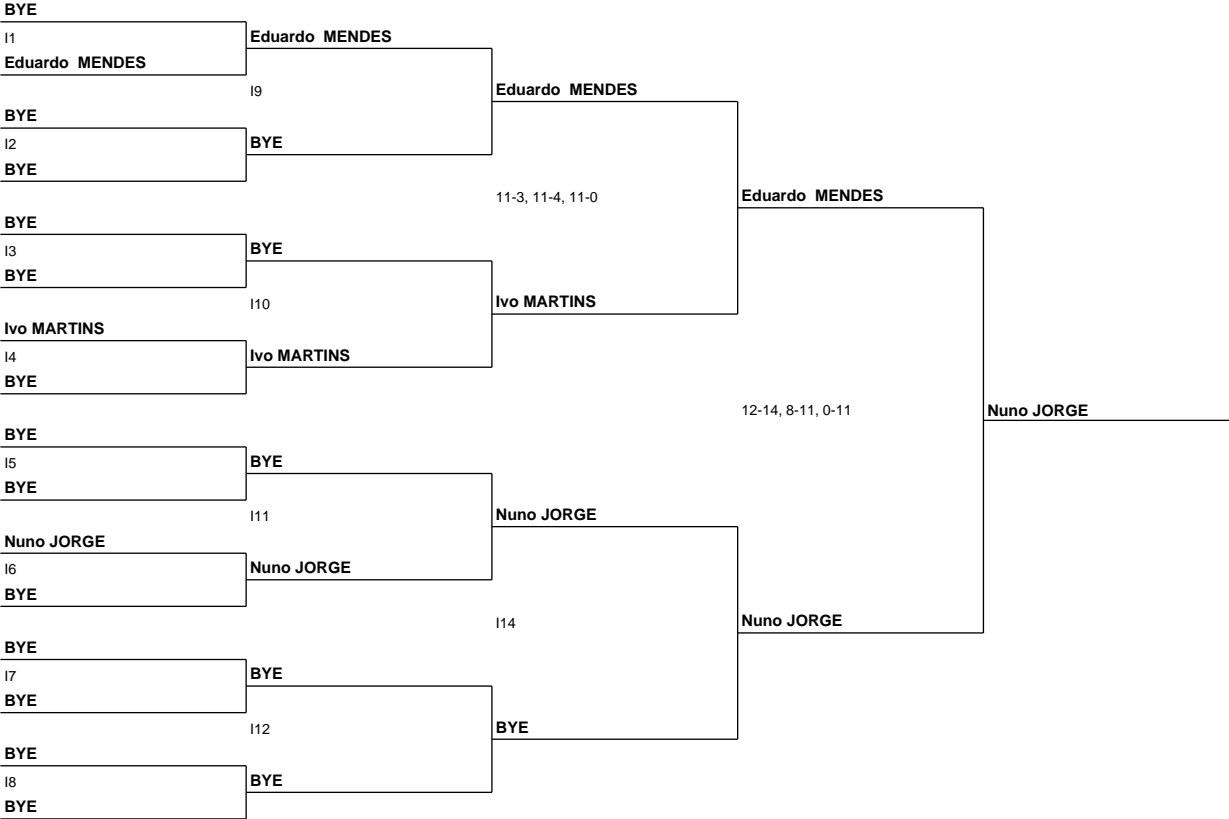 BYE
I1
Eduardo  MENDES
BYE
I2
BYE
BYE
I3
BYE
Ivo MARTINS
I4
BYE
BYE
I5
BYE
Nuno JORGE
I6
BYE
BYE
I7
BYE
BYE
I8
BYE
Eduardo  MENDES
I9
BYE
BYE
I10
Ivo MARTINS
BYE
I11
Nuno JORGE
BYE
I12
BYE
Eduardo  MENDES
11-3, 11-4, 11-0
Ivo MARTINS
Nuno JORGE
I14
BYE
Eduardo  MENDES
12-14, 8-11, 0-11
Nuno JORGE
Nuno JORGE